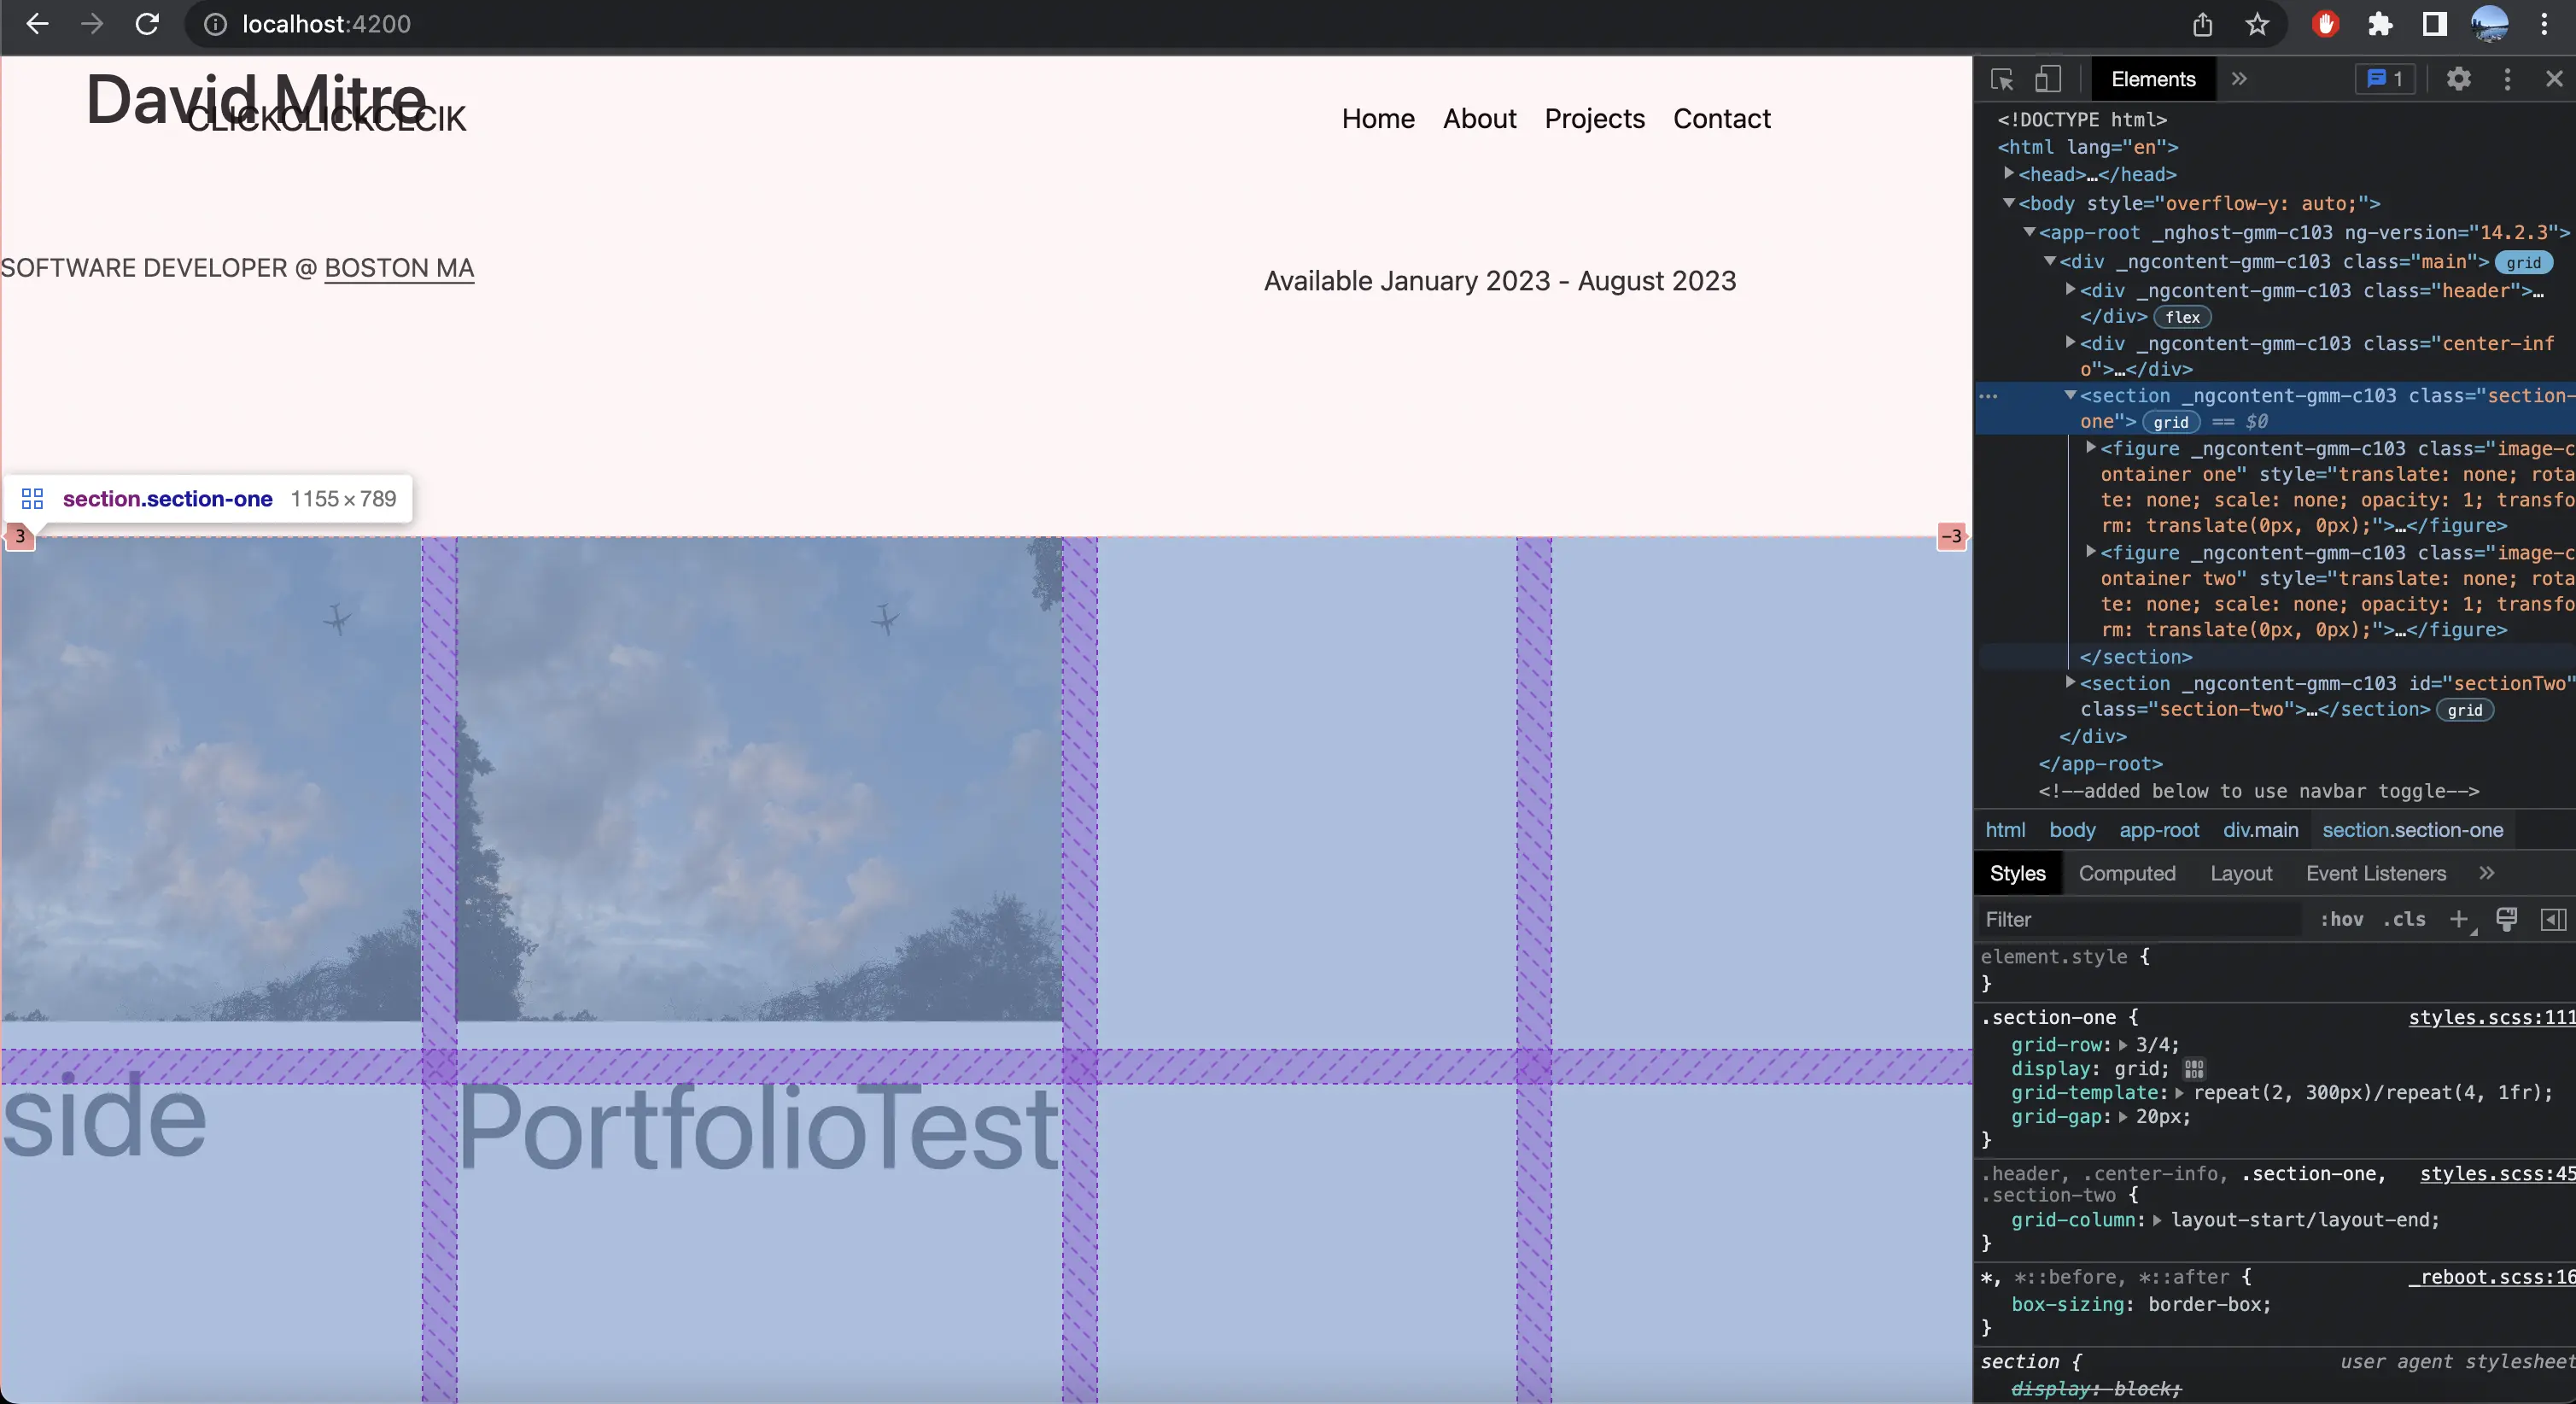 localhost:4200
David Mitre
CLICKCLICKCLCIK
Home About Projects Contact
SOFTWARE DEVELOPER @ BOSTON MA
Available January 2023 - August 2023
section.section-one 1155 × 789
3
-3
side
PortfolioTest
Elements » 1
<!DOCTYPE html>
<html lang="en">
<head>…</head>
<body style="overflow-y: auto;">
<app-root _nghost-gmm-c103 ng-version="14.2.3">
<div _ngcontent-gmm-c103 class="main"> grid
<div _ngcontent-gmm-c103 class="header">…
</div> flex
<div _ngcontent-gmm-c103 class="center-inf
o">…</div>
<section _ngcontent-gmm-c103 class="section-
one"> grid == $0
<figure _ngcontent-gmm-c103 class="image-c
ontainer one" style="translate: none; rota
te: none; scale: none; opacity: 1; transfo
rm: translate(0px, 0px);">…</figure>
<figure _ngcontent-gmm-c103 class="image-c
ontainer two" style="translate: none; rota
te: none; scale: none; opacity: 1; transfo
rm: translate(0px, 0px);">…</figure>
</section>
<section _ngcontent-gmm-c103 id="sectionTwo"
class="section-two">…</section> grid
</div>
</app-root>
<!--added below to use navbar toggle-->
html body app-root div.main section.section-one
Styles Computed Layout Event Listeners »
Filter :hov .cls +
element.style {
}
.section-one { styles.scss:111
grid-row: 3/4;
display: grid;
grid-template: repeat(2, 300px)/repeat(4, 1fr);
grid-gap: 20px;
}
.header, .center-info, .section-one, styles.scss:45
.section-two {
grid-column: layout-start/layout-end;
}
*, *::before, *::after { _reboot.scss:16
box-sizing: border-box;
}
section { user agent stylesheet
display: block;